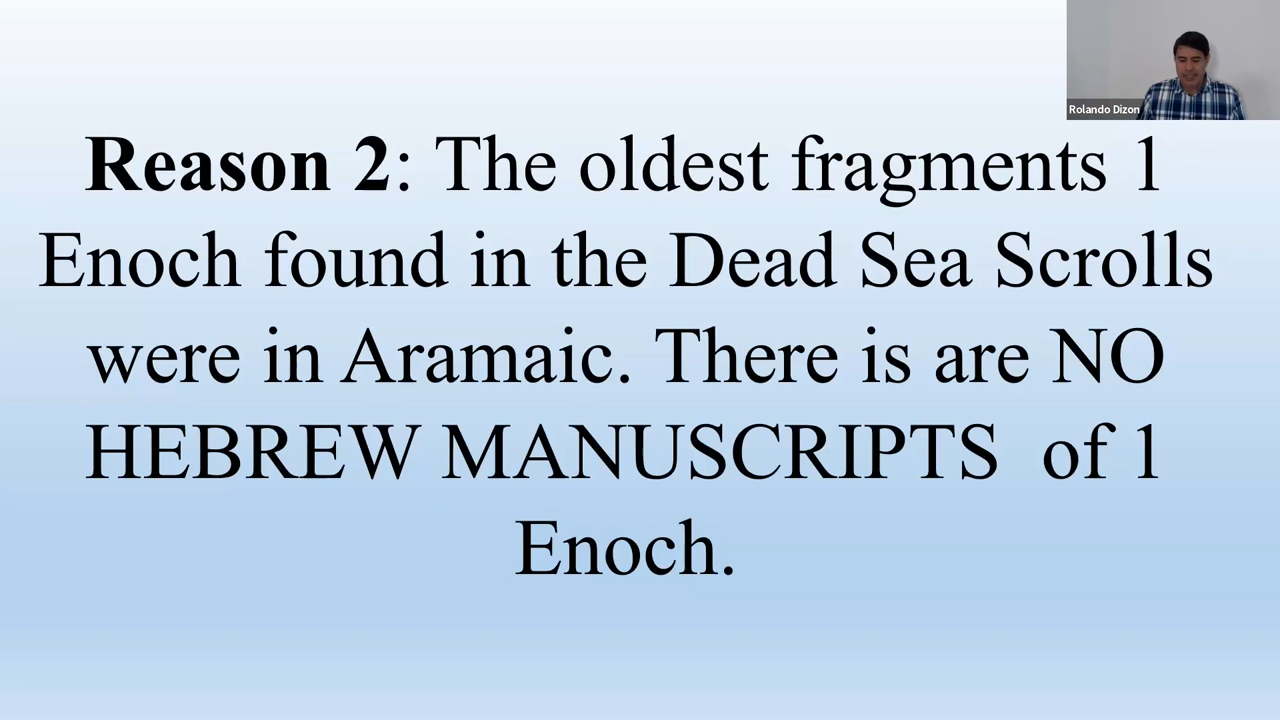 Rolando Dizon
Reason 2: The oldest fragments 1
Enoch found in the Dead Sea Scrolls
were in Aramaic. There is are NO
HEBREW MANUSCRIPTS  of 1
Enoch.